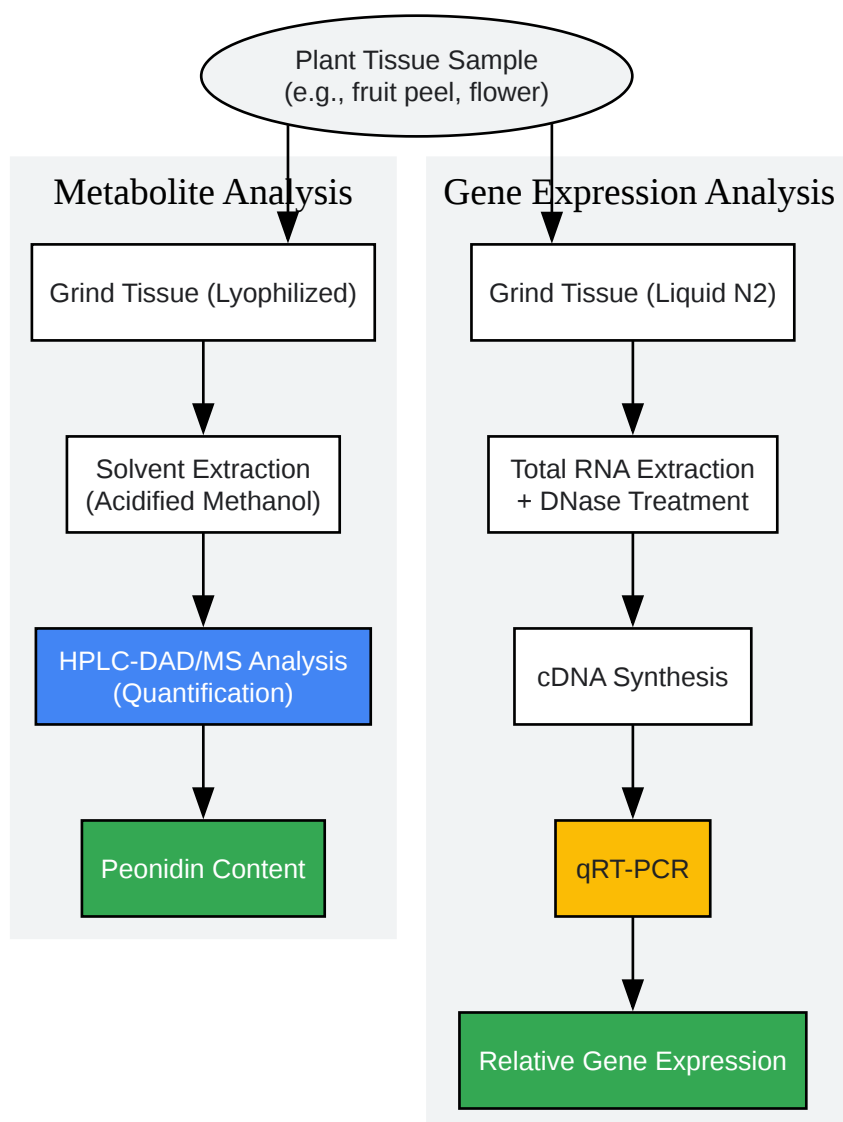 Plant Tissue Sample
(e.g., fruit peel, flower)
Metabolite Analysis
Grind Tissue (Lyophilized)
Solvent Extraction
(Acidified Methanol)
HPLC-DAD/MS Analysis
(Quantification)
Peonidin Content
Gene Expression Analysis
Grind Tissue (Liquid N2)
Total RNA Extraction
+ DNase Treatment
cDNA Synthesis
qRT-PCR
Relative Gene Expression